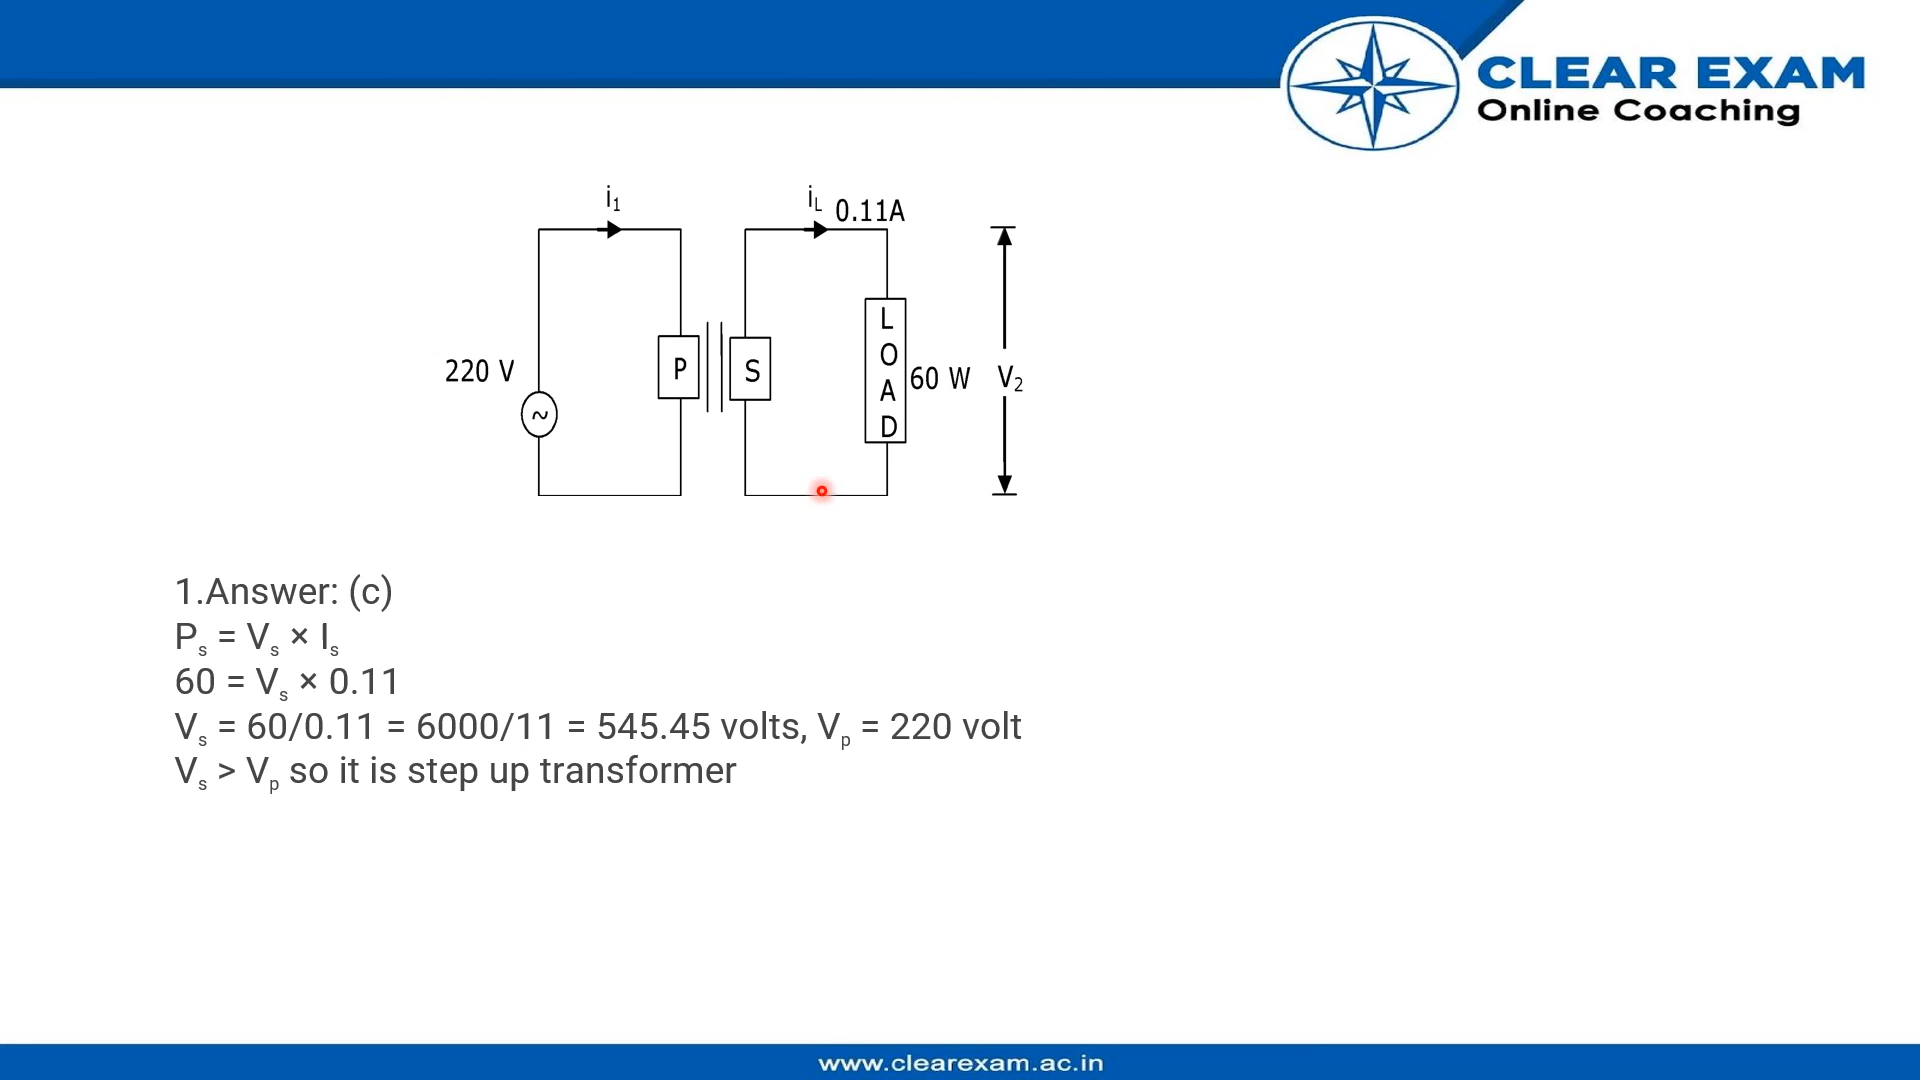 CLEAR EXAM
Online Coaching
i₁
i_L 0.11A
220 V
P
S
L
O
A
D
60 W
V₂
~
1.Answer: (c)
Pₛ = Vₛ × Iₛ
60 = Vₛ × 0.11
Vₛ = 60/0.11 = 6000/11 = 545.45 volts, Vₚ = 220 volt
Vₛ > Vₚ so it is step up transformer
www.clearexam.ac.in